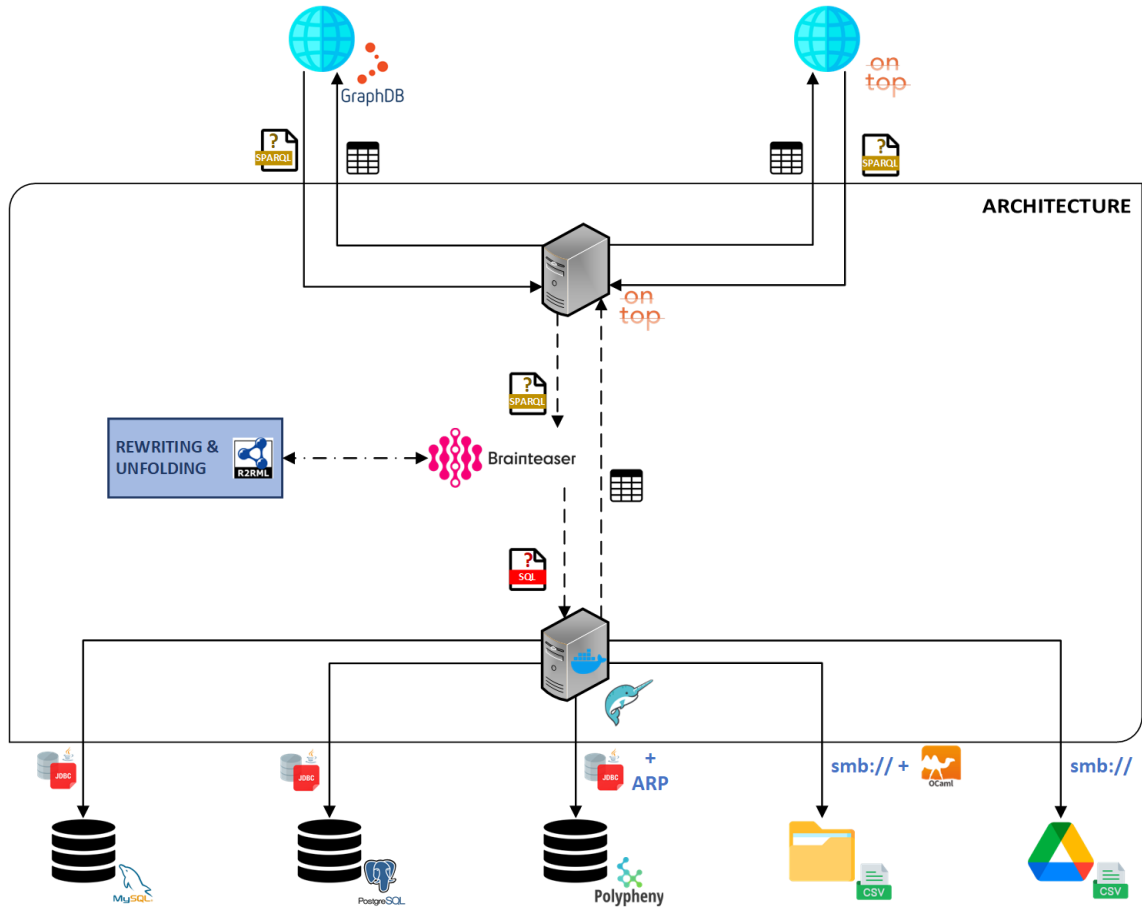 GraphDB
on
top
?
SPARQL
?
SPARQL
ARCHITECTURE
on
top
?
SPARQL
REWRITING &
UNFOLDING
R2RML
Brainteaser
?
SQL
JDBC
JDBC
JDBC
+
ARP
smb:// +
OCaml
smb://
MySQL
PostgreSQL
Polypheny
CSV
CSV